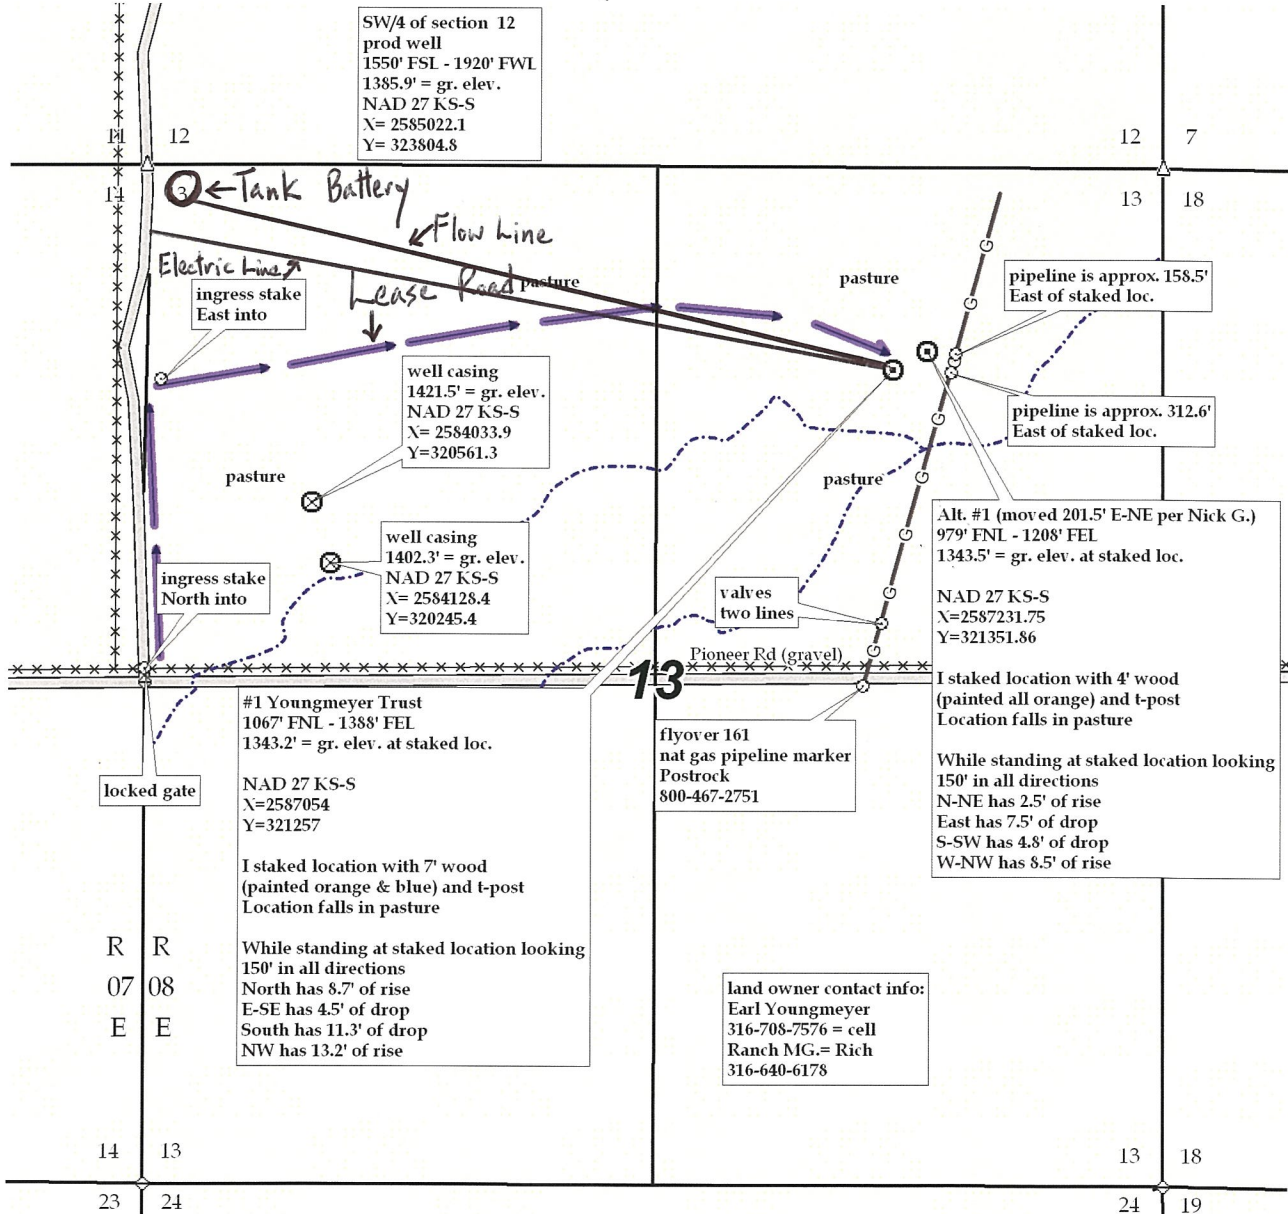 SW/4 of section 12
prod well
1550' FSL - 1920' FWL
1385.9' = gr. elev.
NAD 27 KS-S
X= 2585022.1
Y= 323804.8
11
12
12
7
14
3
←Tank Battery
13
18
Flow Line
Electric Line
Lease Road
pasture
pasture
ingress stake
East into
pipeline is approx. 158.5'
East of staked loc.
G
G
well casing
1421.5' = gr. elev.
NAD 27 KS-S
X= 2584033.9
Y=320561.3
pipeline is approx. 312.6'
East of staked loc.
G
pasture
pasture
G
G
G
well casing
1402.3' = gr. elev.
NAD 27 KS-S
X= 2584128.4
Y=320245.4
Alt. #1 (moved 201.5' E-NE per Nick G.)
979' FNL - 1208' FEL
1343.5' = gr. elev. at staked loc.
NAD 27 KS-S
X=2587231.75
Y=321351.86
I staked location with 4' wood
(painted all orange) and t-post
Location falls in pasture
While standing at staked location looking
150' in all directions
N-NE has 2.5' of rise
East has 7.5' of drop
S-SW has 4.8' of drop
W-NW has 8.5' of rise
ingress stake
North into
valves
two lines
G
Pioneer Rd (gravel)
13
#1 Youngmeyer Trust
1067' FNL - 1388' FEL
1343.2' = gr. elev. at staked loc.
NAD 27 KS-S
X=2587054
Y=321257
I staked location with 7' wood
(painted orange & blue) and t-post
Location falls in pasture
While standing at staked location looking
150' in all directions
North has 8.7' of rise
E-SE has 4.5' of drop
South has 11.3' of drop
NW has 13.2' of rise
flyover 161
nat gas pipeline marker
Postrock
800-467-2751
locked gate
R R
07 08
E E
land owner contact info:
Earl Youngmeyer
316-708-7576 = cell
Ranch MG.= Rich
316-640-6178
14
13
13
18
23
24
24
19